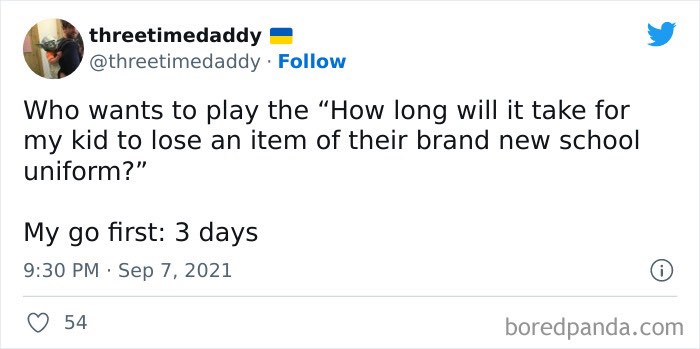 threetimedaddy 🇺🇦
@threetimedaddy · Follow
Who wants to play the “How long will it take for
my kid to lose an item of their brand new school
uniform?”
My go first: 3 days
9:30 PM · Sep 7, 2021
54
boredpanda.com